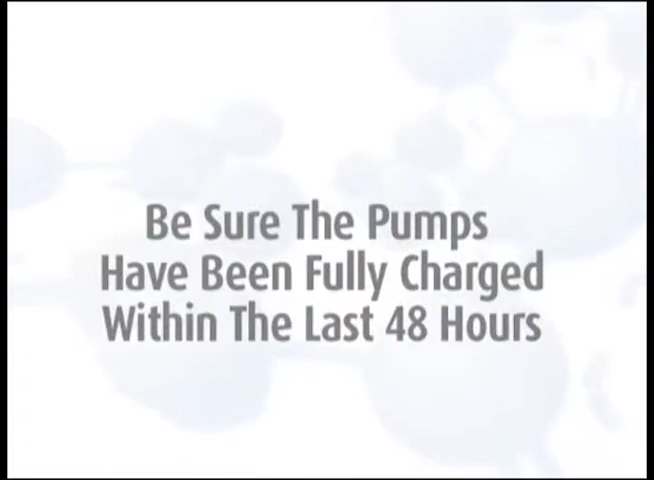 Be Sure The Pumps
Have Been Fully Charged
Within The Last 48 Hours